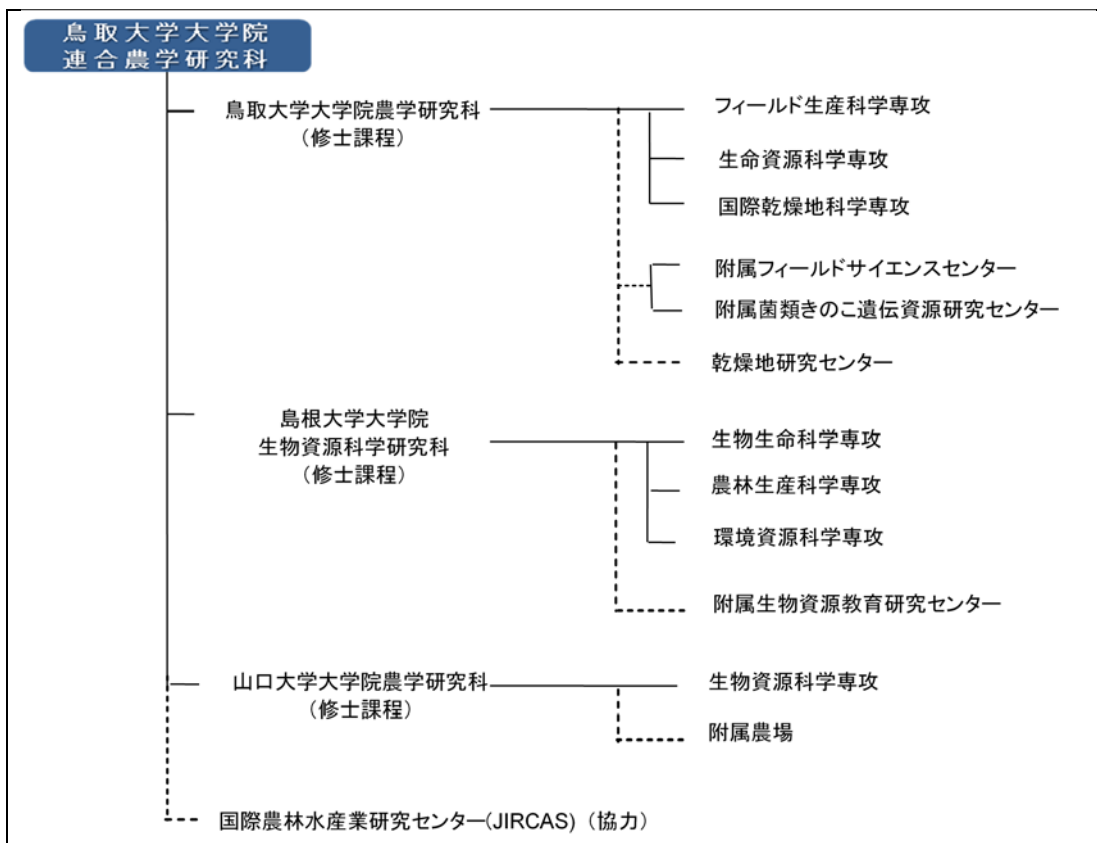 鳥取大学大学院
連合農学研究科
鳥取大学大学院農学研究科
(修士課程)
フィールド生産科学専攻
生命資源科学専攻
国際乾燥地科学専攻
附属フィールドサイエンスセンター
附属菌類きのこ遺伝資源研究センター
乾燥地研究センター
島根大学大学院
生物資源科学研究科
(修士課程)
生物生命科学専攻
農林生産科学専攻
環境資源科学専攻
附属生物資源教育研究センター
山口大学大学院農学研究科
(修士課程)
生物資源科学専攻
附属農場
国際農林水産業研究センター(JIRCAS)(協力)